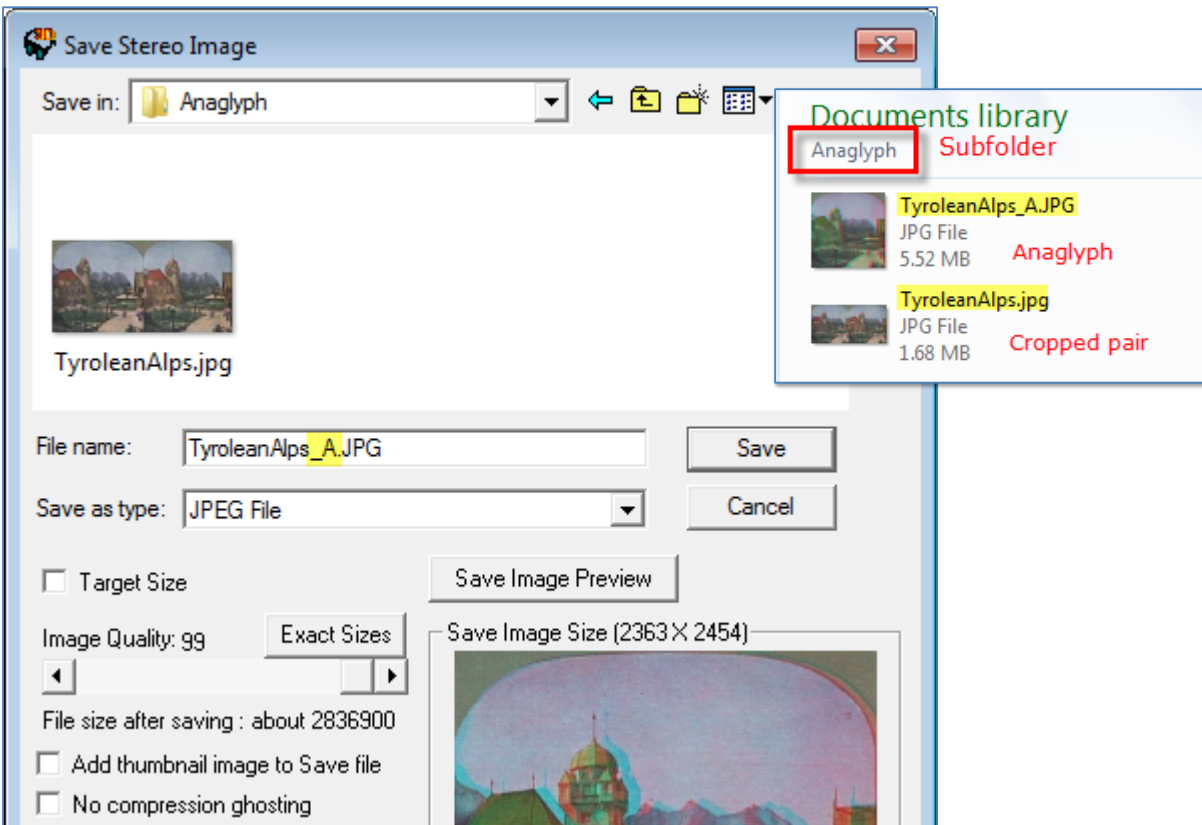 Save Stereo Image
Save in: Anaglyph
TyroleanAlps.jpg
File name: TyroleanAlps_A.JPG
Save
Save as type: JPEG File
Cancel
Target Size
Save Image Preview
Image Quality: 99
Exact Sizes
Save Image Size (2363 X 2454)
File size after saving : about 2836900
Add thumbnail image to Save file
No compression ghosting
Documents library
Anaglyph Subfolder
TyroleanAlps_A.JPG
JPG File
5.52 MB Anaglyph
TyroleanAlps.jpg
JPG File
1.68 MB Cropped pair